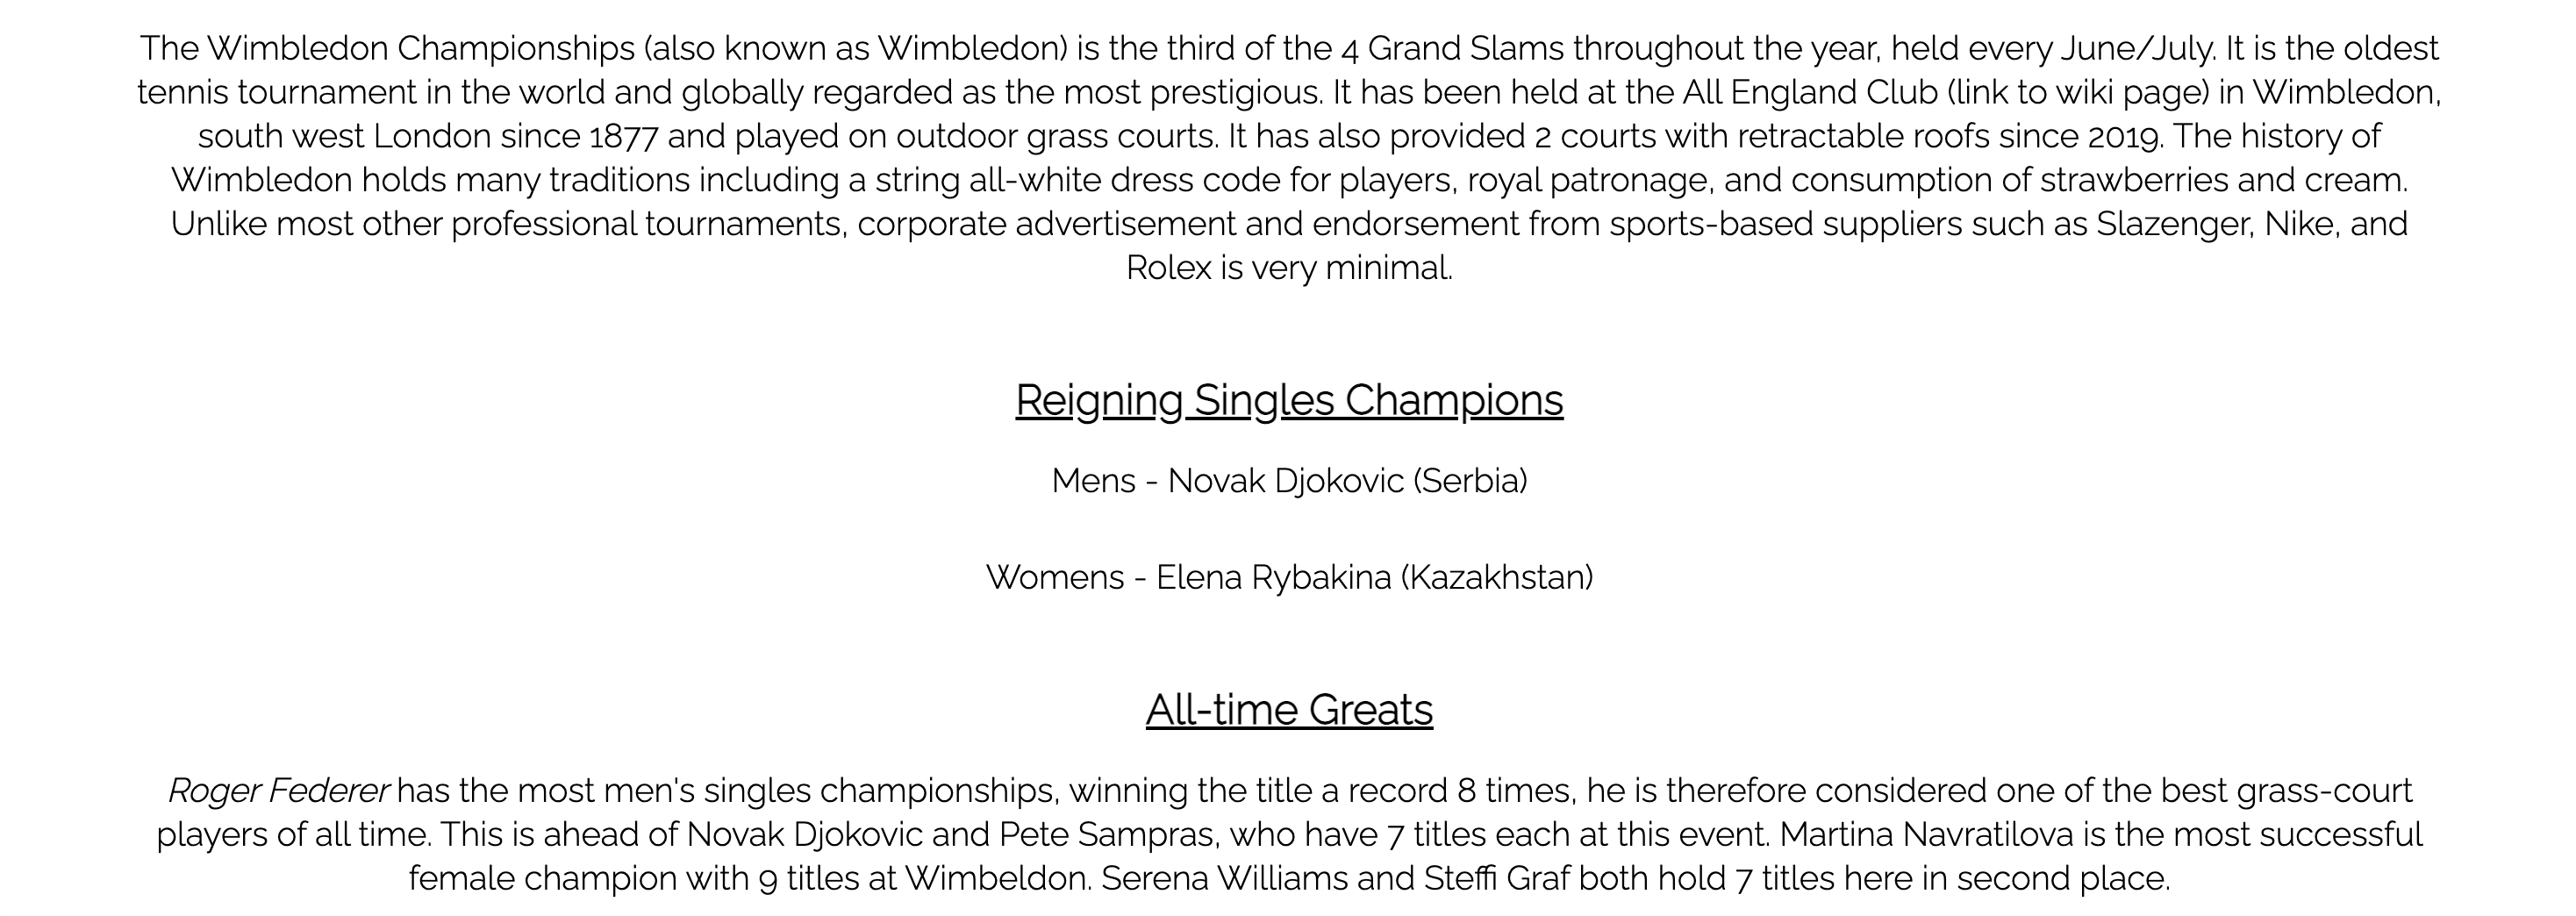 The Wimbledon Championships (also known as Wimbledon) is the third of the 4 Grand Slams throughout the year, held every June/July. It is the oldest
tennis tournament in the world and globally regarded as the most prestigious. It has been held at the All England Club (link to wiki page) in Wimbledon,
south west London since 1877 and played on outdoor grass courts. It has also provided 2 courts with retractable roofs since 2019. The history of
Wimbledon holds many traditions including a string all-white dress code for players, royal patronage, and consumption of strawberries and cream.
Unlike most other professional tournaments, corporate advertisement and endorsement from sports-based suppliers such as Slazenger, Nike, and
Rolex is very minimal.
Reigning Singles Champions
Mens - Novak Djokovic (Serbia)
Womens - Elena Rybakina (Kazakhstan)
All-time Greats
Roger Federer has the most men's singles championships, winning the title a record 8 times, he is therefore considered one of the best grass-court
players of all time. This is ahead of Novak Djokovic and Pete Sampras, who have 7 titles each at this event. Martina Navratilova is the most successful
female champion with 9 titles at Wimbeldon. Serena Williams and Steffi Graf both hold 7 titles here in second place.